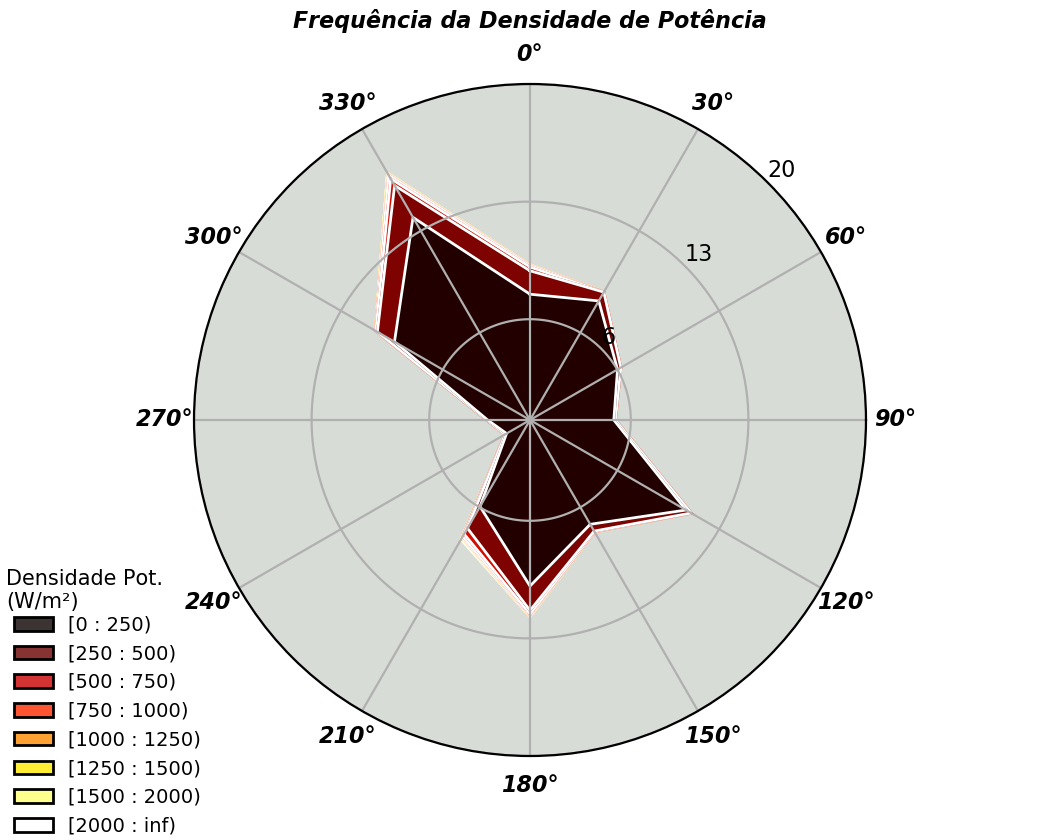 Frequência da Densidade de Potência
0°
330°
30°
20
300°
60°
13
6
270°
90°
Densidade Pot.
(W/m²)
240°
120°
[0 : 250)
[250 : 500)
[500 : 750)
[750 : 1000)
[1000 : 1250)
[1250 : 1500)
[1500 : 2000)
[2000 : inf)
210°
150°
180°